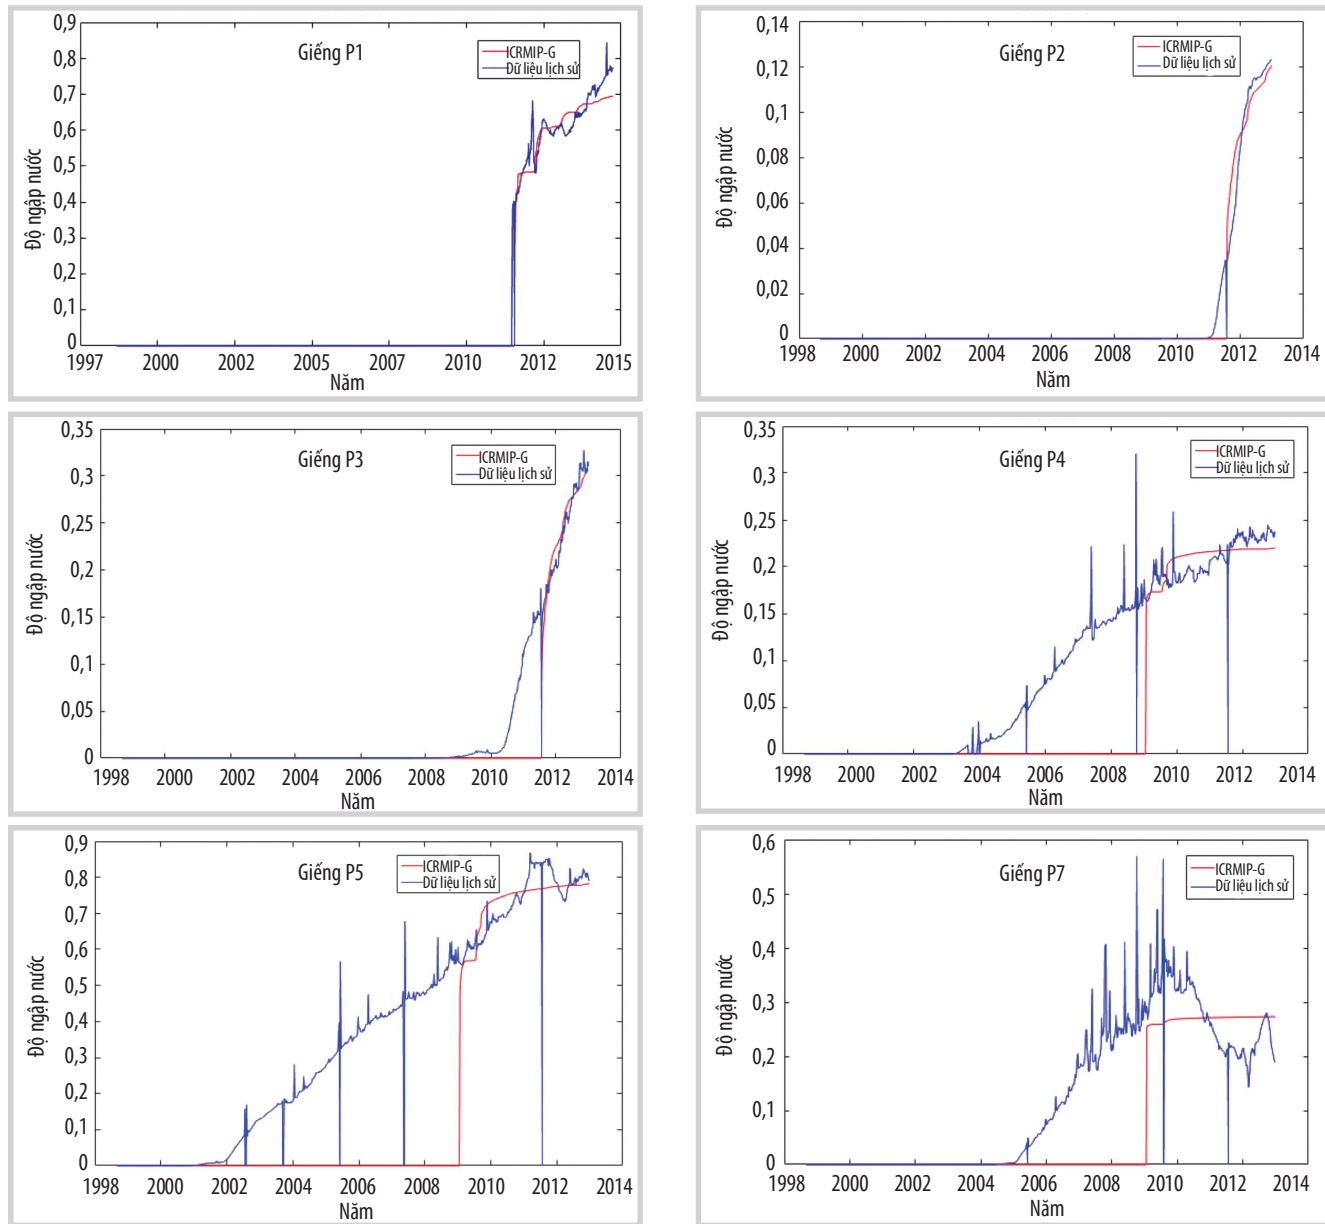 Giếng P1
ICRMIP-G
Dữ liệu lịch sử
Độ ngập nước
0,9
0,8
0,7
0,6
0,5
0,4
0,3
0,2
0,1
0
1997 2000 2002 2005 2007 2010 2012 2015
Năm
Giếng P2
ICRMIP-G
Dữ liệu lịch sử
Độ ngập nước
0,14
0,12
0,1
0,08
0,06
0,04
0,02
0
1998 2000 2002 2004 2006 2008 2010 2012 2014
Năm
Giếng P3
ICRMIP-G
Dữ liệu lịch sử
Độ ngập nước
0,35
0,3
0,25
0,2
0,15
0,1
0,05
0
1998 2000 2002 2004 2006 2008 2010 2012 2014
Năm
Giếng P4
ICRMIP-G
Dữ liệu lịch sử
Độ ngập nước
0,35
0,3
0,25
0,2
0,15
0,1
0,05
0
1998 2000 2002 2004 2006 2008 2010 2012 2014
Năm
Giếng P5
ICRMIP-G
Dữ liệu lịch sử
Độ ngập nước
0,9
0,8
0,7
0,6
0,5
0,4
0,3
0,2
0,1
0
1998 2000 2002 2004 2006 2008 2010 2012 2014
Năm
Giếng P7
ICRMIP-G
Dữ liệu lịch sử
Độ ngập nước
0,6
0,5
0,4
0,3
0,2
0,1
0
1998 2000 2002 2004 2006 2008 2010 2012 2014
Năm